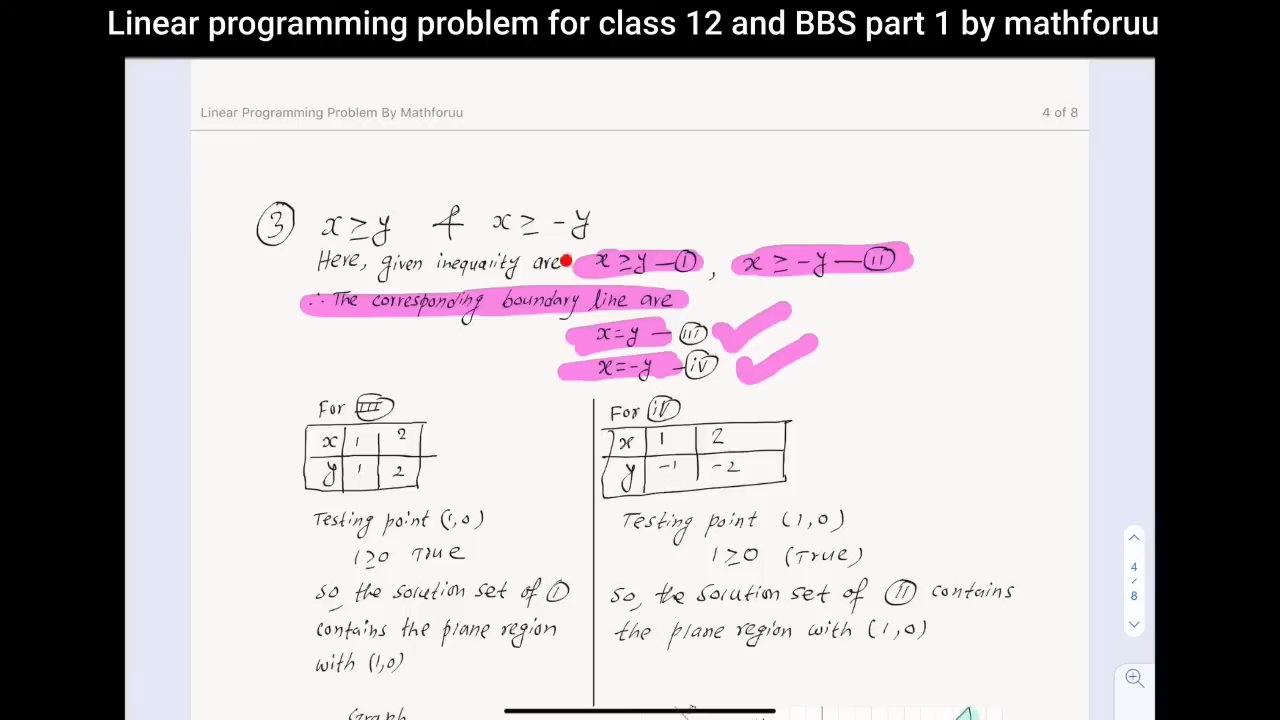 Linear programming problem for class 12 and BBS part 1 by mathforuu
Linear Programming Problem By Mathforuu
4 of 8
③ x ≥ y & x ≥ -y
Here, given inequality are x ≥ y — Ⓘ , x ≥ -y — Ⅱ
∴ The corresponding boundary line are
x = y — Ⅲ
x = -y — ⅳ
For Ⅲ
x 1 2
y 1 2
Testing point (1,0)
1 ≥ 0 True
so, the solution set of Ⓘ
contains the plane region
with (1,0)
Graph
For ⅳ
x 1 2
y -1 -2
Testing point (1,0)
1 ≥ 0 (True)
so, the solution set of Ⅱ contains
the plane region with (1,0)
4
/
8